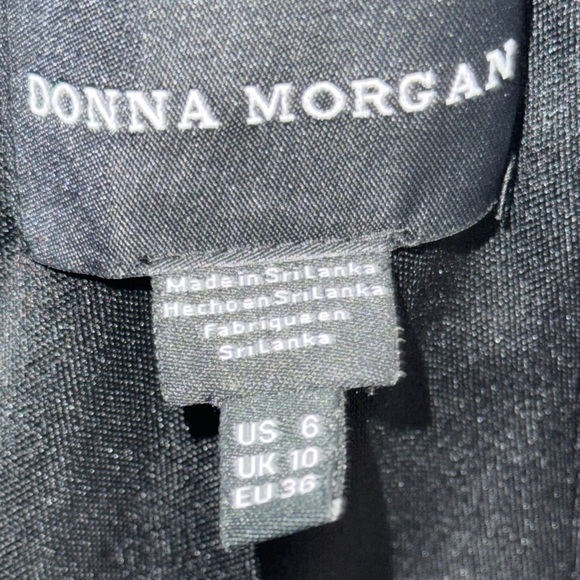 DONNA MORGAN
Made in Sri Lanka
Hecho en Sri Lanka
Fabrique en
Sri Lanka
US 6
UK 10
EU 36